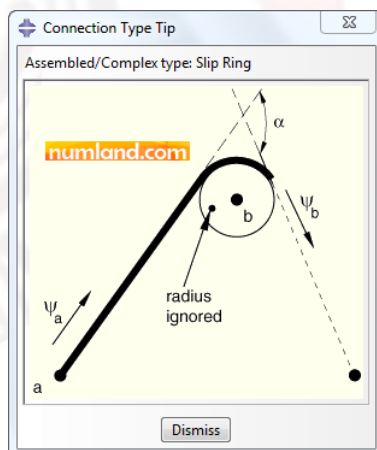 Connection Type Tip
Assembled/Complex type: Slip Ring
α
numland.com
b
ψb
radius
ignored
ψa
a
Dismiss